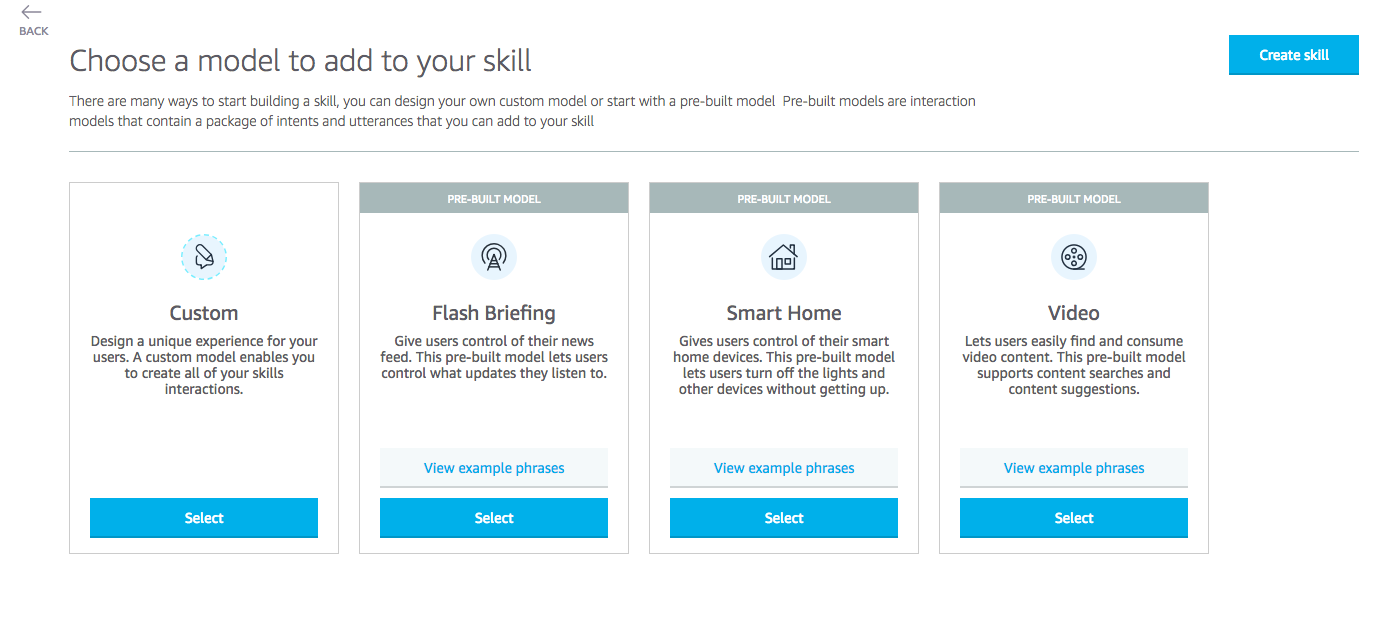 BACK
Choose a model to add to your skill
Create skill
There are many ways to start building a skill, you can design your own custom model or start with a pre-built model  Pre-built models are interaction
models that contain a package of intents and utterances that you can add to your skill
Custom
Design a unique experience for your
users. A custom model enables you
to create all of your skills
interactions.
Select
PRE-BUILT MODEL
Flash Briefing
Give users control of their news
feed. This pre-built model lets users
control what updates they listen to.
View example phrases
Select
PRE-BUILT MODEL
Smart Home
Gives users control of their smart
home devices. This pre-built model
lets users turn off the lights and
other devices without getting up.
View example phrases
Select
PRE-BUILT MODEL
Video
Lets users easily find and consume
video content. This pre-built model
supports content searches and
content suggestions.
View example phrases
Select